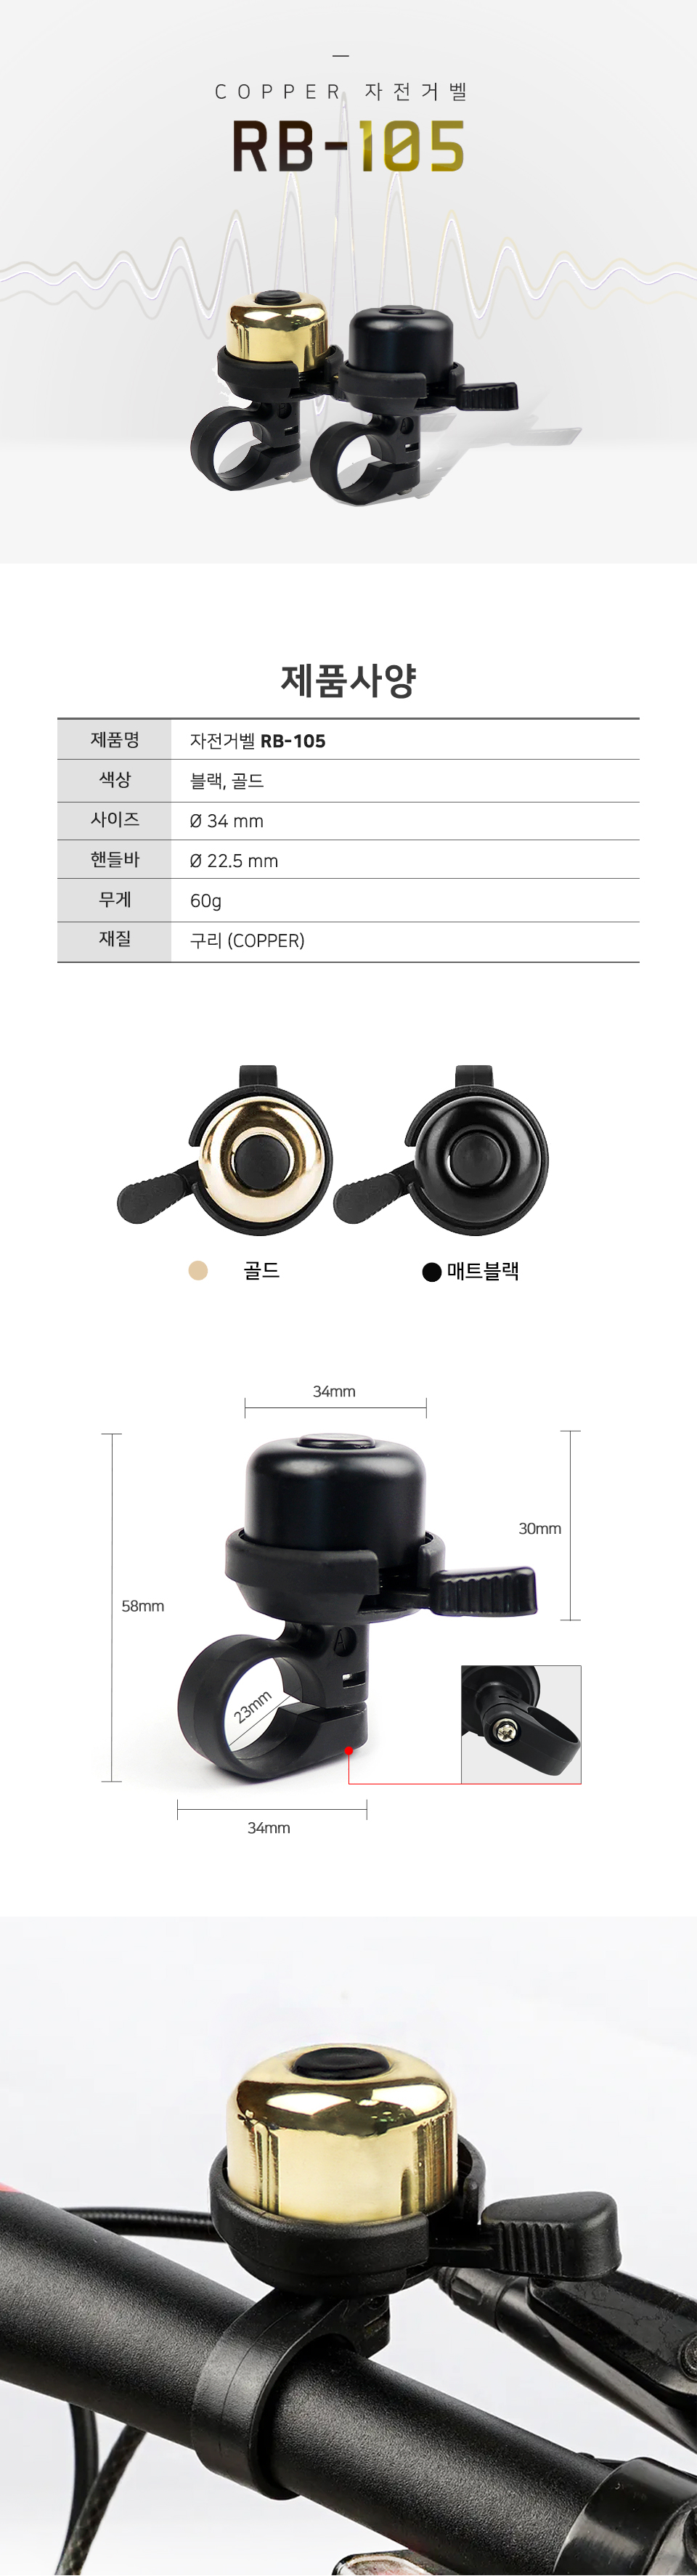 COPPER 자전거벨
RB-105
제품사양
제품명 자전거벨 RB-105
색상 블랙, 골드
사이즈 Ø 34 mm
핸들바 Ø 22.5 mm
무게 60g
재질 구리 (COPPER)
골드 매트블랙
34mm
30mm
58mm
A
23mm
34mm